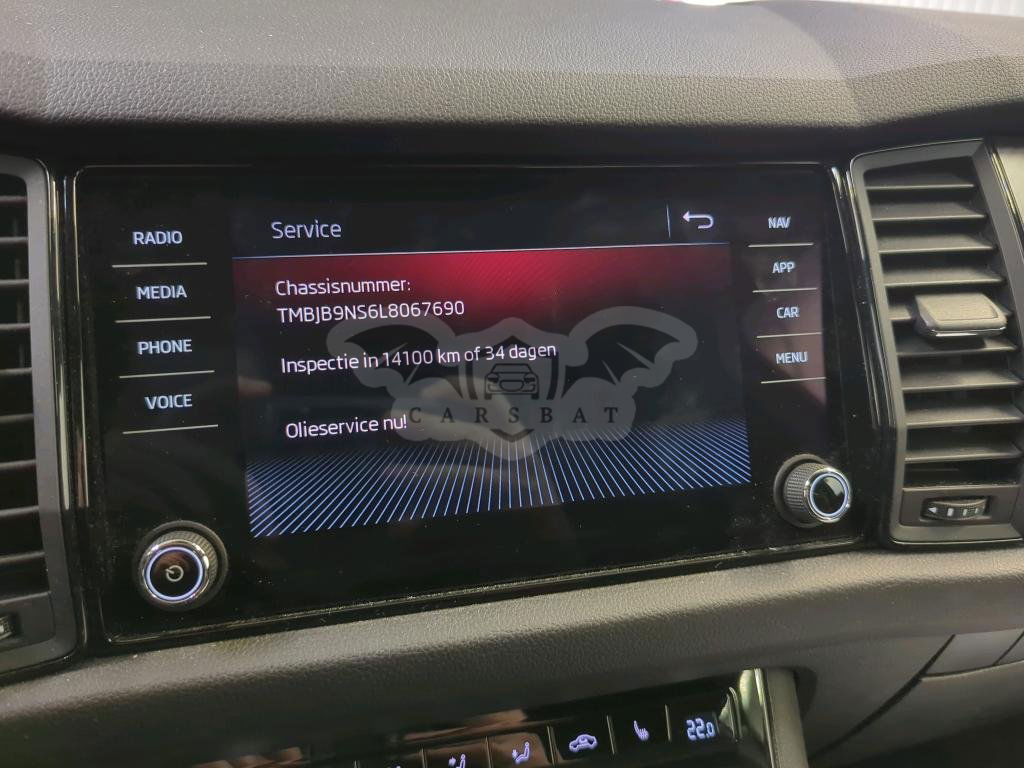 Service
RADIO
MEDIA
PHONE
VOICE
Chassisnummer:
TMBJB9NS6L8067690
Inspectie in 14100 km of 34 dagen
Olieservice nu!
CARSBAT
NAV
APP
CAR
MENU
22.0